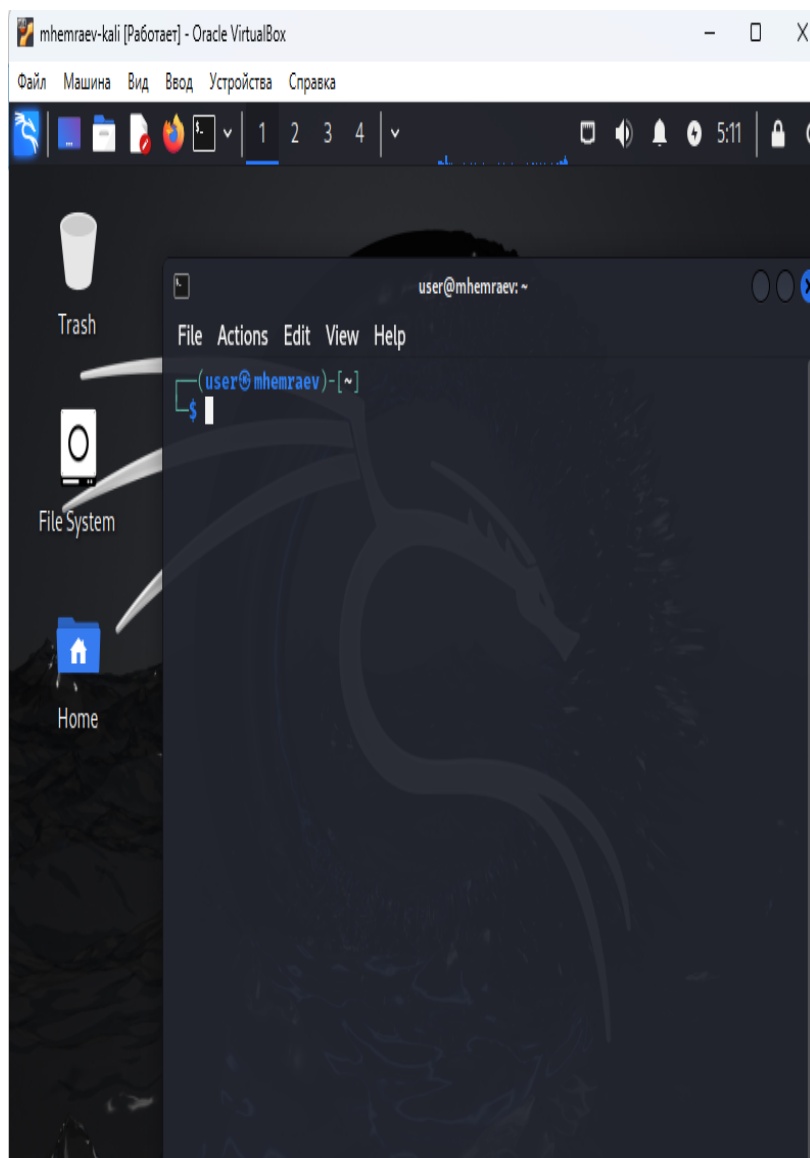 mhemraev-kali [Работает] - Oracle VirtualBox
Файл Машина Вид Ввод Устройства Справка
1 2 3 4 5:11
Trash
File System
Home
user@mhemraev: ~
File Actions Edit View Help
┌──(user㉿mhemraev)-[~]
└─$